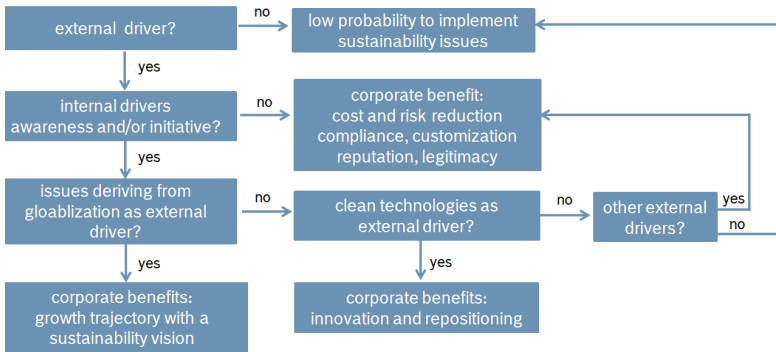 external driver?
no
low probability to implement
sustainability issues
yes
internal drivers
awareness and/or initiative?
no
corporate benefit:
cost and risk reduction
compliance, customization
reputation, legitimacy
yes
issues deriving from
gloablization as external
driver?
no
clean technologies as
external driver?
no
other external
drivers?
yes
no
yes
yes
corporate benefits:
growth trajectory with a
sustainability vision
corporate benefits:
innovation and repositioning